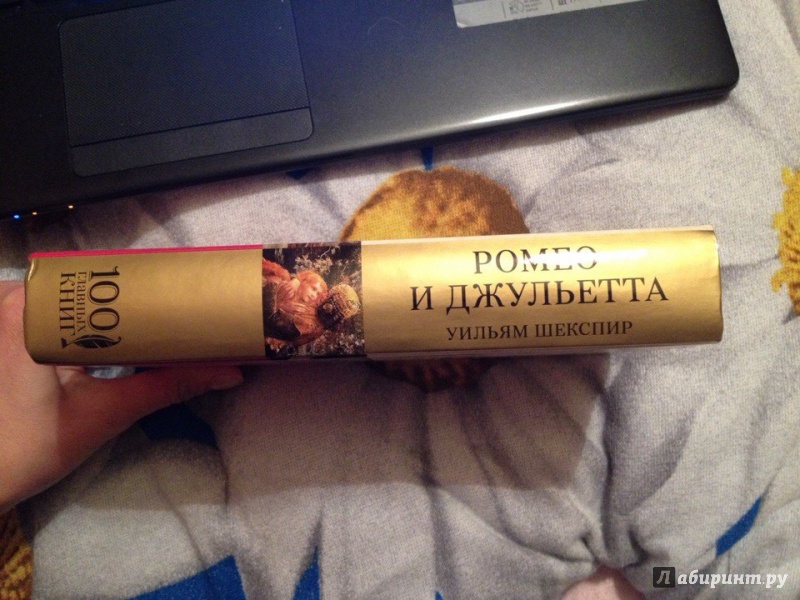 РОМЕО
И ДЖУЛЬЕТТА
УИЛЬЯМ ШЕКСПИР
100
ГЛАВНЫХ
КНИГ
Лабиринт.ру